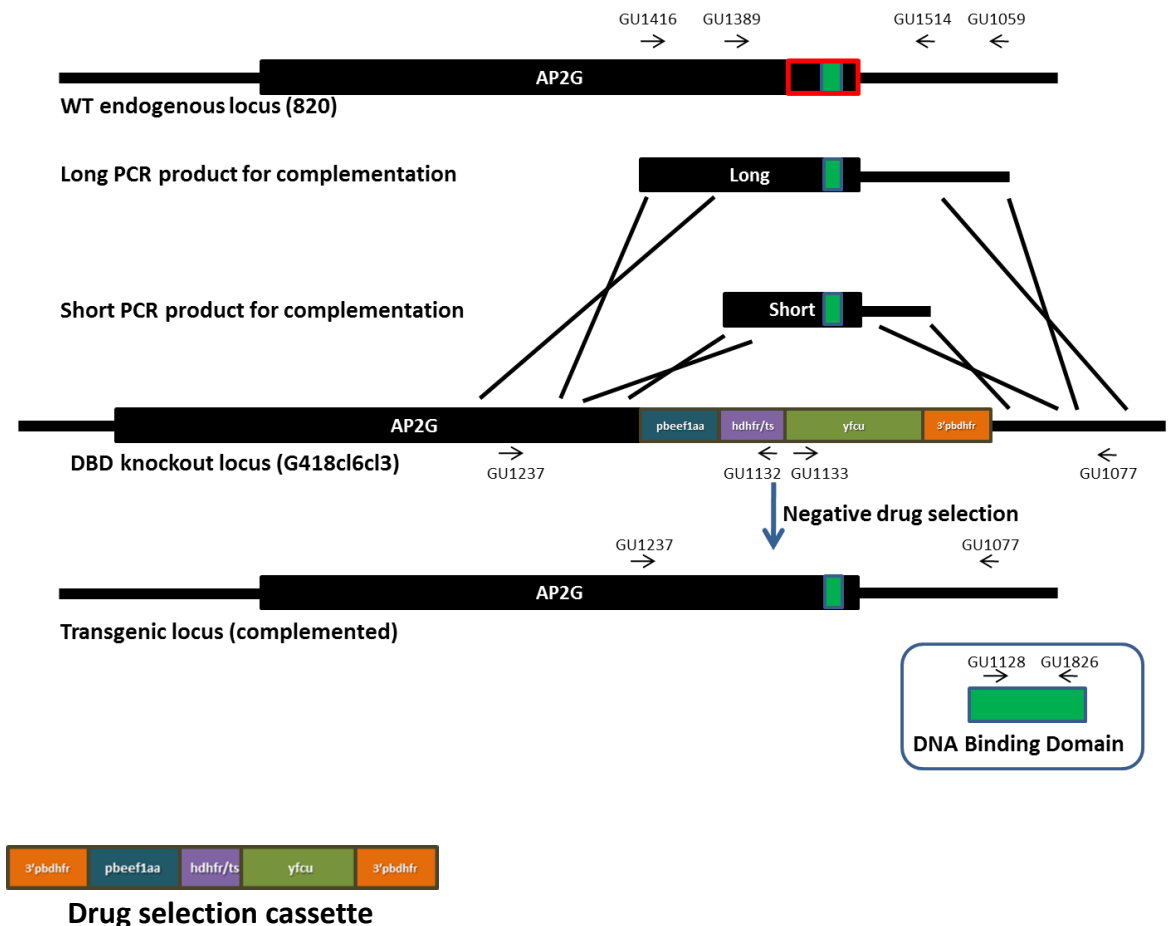 GU1416 GU1389 GU1514 GU1059
AP2G
WT endogenous locus (820)
Long PCR product for complementation
Long
Short PCR product for complementation
Short
AP2G pbeef1aa hdhfr/ts yfcu 3'pbdhfr
DBD knockout locus (G418cl6cl3)
GU1237 GU1132 GU1133 GU1077
Negative drug selection
GU1237 GU1077
AP2G
Transgenic locus (complemented)
GU1128 GU1826
DNA Binding Domain
3'pbdhfr pbeef1aa hdhfr/ts yfcu 3'pbdhfr
Drug selection cassette